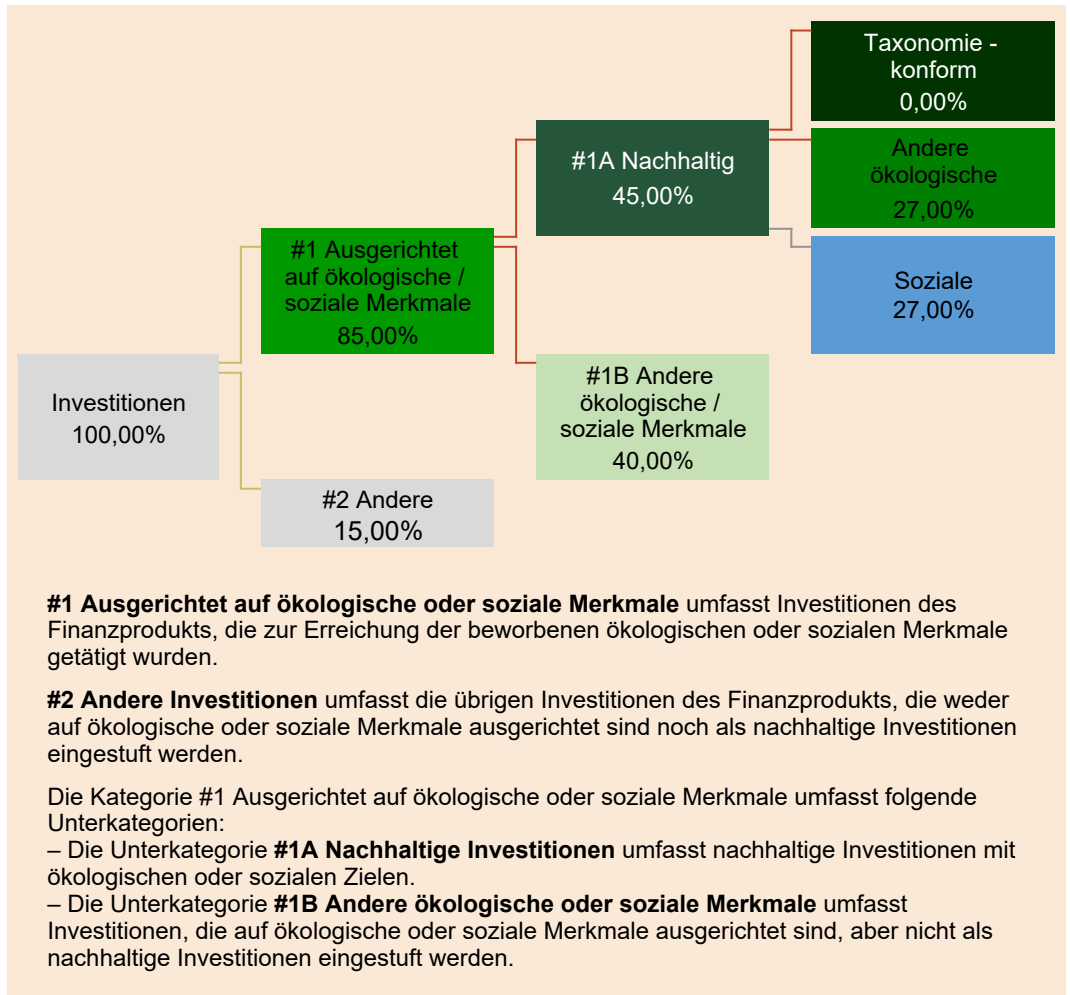 Taxonomie -
konform
0,00%
#1A Nachhaltig
45,00%
Andere
ökologische
27,00%
#1 Ausgerichtet
auf ökologische /
soziale Merkmale
85,00%
Soziale
27,00%
Investitionen
100,00%
#1B Andere
ökologische /
soziale Merkmale
40,00%
#2 Andere
15,00%
#1 Ausgerichtet auf ökologische oder soziale Merkmale umfasst Investitionen des
Finanzprodukts, die zur Erreichung der beworbenen ökologischen oder sozialen Merkmale
getätigt wurden.
#2 Andere Investitionen umfasst die übrigen Investitionen des Finanzprodukts, die weder
auf ökologische oder soziale Merkmale ausgerichtet sind noch als nachhaltige Investitionen
eingestuft werden.
Die Kategorie #1 Ausgerichtet auf ökologische oder soziale Merkmale umfasst folgende
Unterkategorien:
– Die Unterkategorie #1A Nachhaltige Investitionen umfasst nachhaltige Investitionen mit
ökologischen oder sozialen Zielen.
– Die Unterkategorie #1B Andere ökologische oder soziale Merkmale umfasst
Investitionen, die auf ökologische oder soziale Merkmale ausgerichtet sind, aber nicht als
nachhaltige Investitionen eingestuft werden.